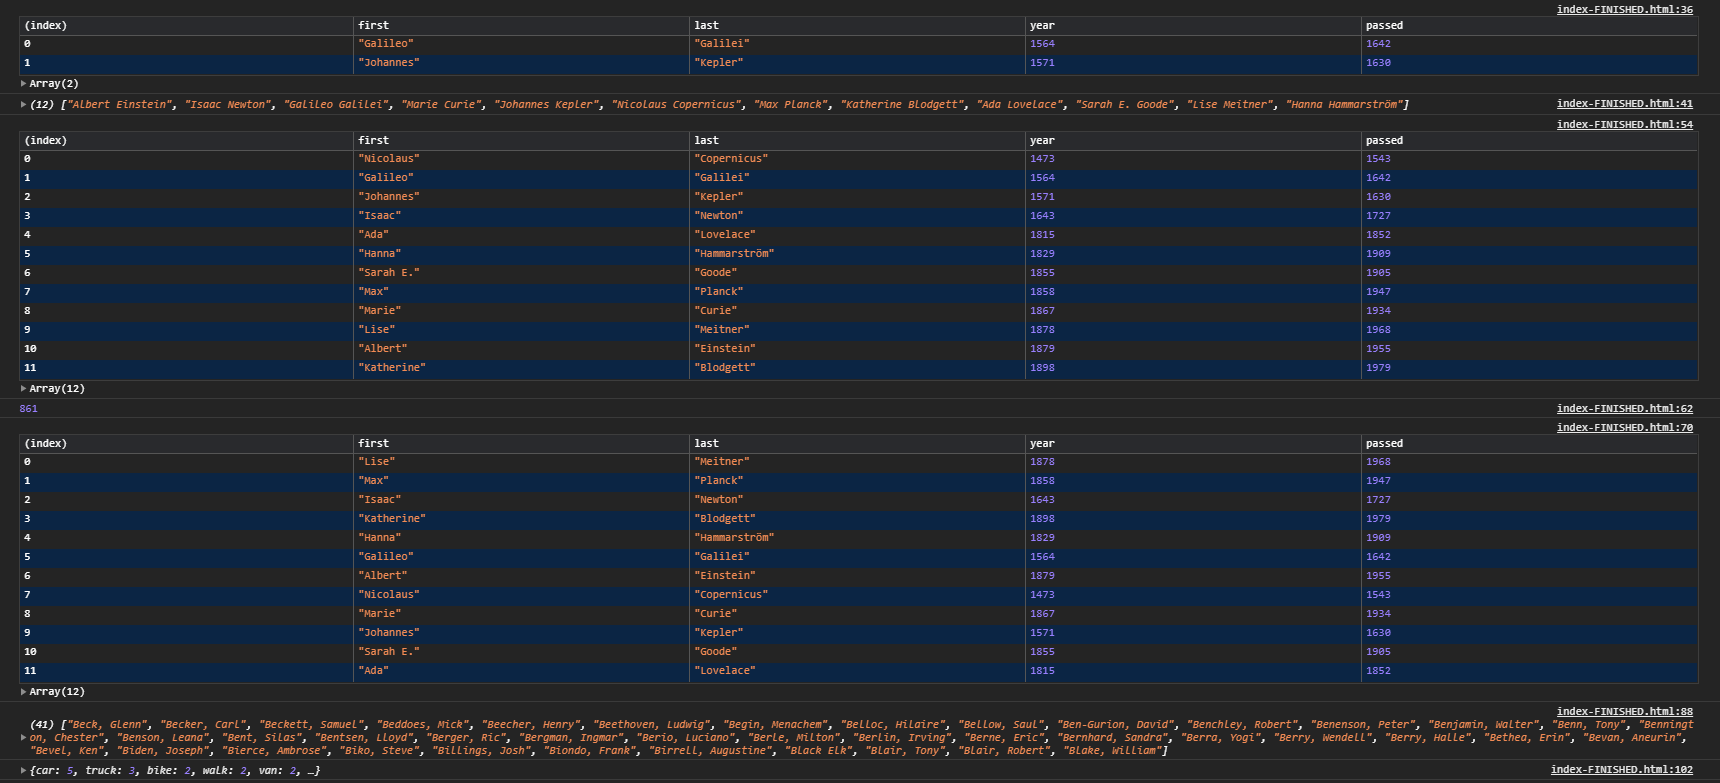 index-FINISHED.html:36
(index) first last year passed
0 "Galileo" "Galilei" 1564 1642
1 "Johannes" "Kepler" 1571 1630
▶ Array(2)
▶ (12) ["Albert Einstein", "Isaac Newton", "Galileo Galilei", "Marie Curie", "Johannes Kepler", "Nicolaus Copernicus", "Max Planck", "Katherine Blodgett", "Ada Lovelace", "Sarah E. Goode", "Lise Meitner", "Hanna Hammarström"] index-FINISHED.html:41
index-FINISHED.html:54
(index) first last year passed
0 "Nicolaus" "Copernicus" 1473 1543
1 "Galileo" "Galilei" 1564 1642
2 "Johannes" "Kepler" 1571 1630
3 "Isaac" "Newton" 1643 1727
4 "Ada" "Lovelace" 1815 1852
5 "Hanna" "Hammarström" 1829 1909
6 "Sarah E." "Goode" 1855 1905
7 "Max" "Planck" 1858 1947
8 "Marie" "Curie" 1867 1934
9 "Lise" "Meitner" 1878 1968
10 "Albert" "Einstein" 1879 1955
11 "Katherine" "Blodgett" 1898 1979
▶ Array(12)
861 index-FINISHED.html:62
index-FINISHED.html:70
(index) first last year passed
0 "Lise" "Meitner" 1878 1968
1 "Max" "Planck" 1858 1947
2 "Isaac" "Newton" 1643 1727
3 "Katherine" "Blodgett" 1898 1979
4 "Hanna" "Hammarström" 1829 1909
5 "Galileo" "Galilei" 1564 1642
6 "Albert" "Einstein" 1879 1955
7 "Nicolaus" "Copernicus" 1473 1543
8 "Marie" "Curie" 1867 1934
9 "Johannes" "Kepler" 1571 1630
10 "Sarah E." "Goode" 1855 1905
11 "Ada" "Lovelace" 1815 1852
▶ Array(12)
index-FINISHED.html:88
(41) ["Beck, Glenn", "Becker, Carl", "Beckett, Samuel", "Beddoes, Mick", "Beecher, Henry", "Beethoven, Ludwig", "Begin, Menachem", "Belloc, Hilaire", "Bellow, Saul", "Ben-Gurion, David", "Benchley, Robert", "Benenson, Peter", "Benjamin, Walter", "Benn, Tony", "Benningt
▶ on, Chester", "Benson, Leana", "Bent, Silas", "Bentsen, Lloyd", "Berger, Ric", "Bergman, Ingmar", "Berio, Luciano", "Berle, Milton", "Berlin, Irving", "Berne, Eric", "Bernhard, Sandra", "Berra, Yogi", "Berry, Wendell", "Berry, Halle", "Bethea, Erin", "Bevan, Aneurin",
"Bevel, Ken", "Biden, Joseph", "Bierce, Ambrose", "Biko, Steve", "Billings, Josh", "Biondo, Frank", "Birrell, Augustine", "Black Elk", "Blair, Tony", "Blair, Robert", "Blake, William"]
▶ {car: 5, truck: 3, bike: 2, walk: 2, van: 2, …} index-FINISHED.html:102